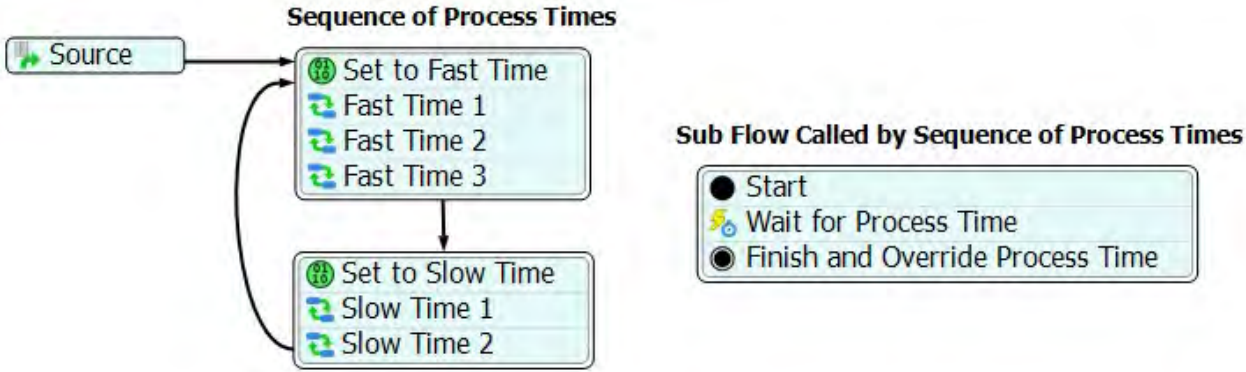 Sequence of Process Times
Source
Set to Fast Time
Fast Time 1
Fast Time 2
Fast Time 3
Set to Slow Time
Slow Time 1
Slow Time 2
Sub Flow Called by Sequence of Process Times
Start
Wait for Process Time
Finish and Override Process Time